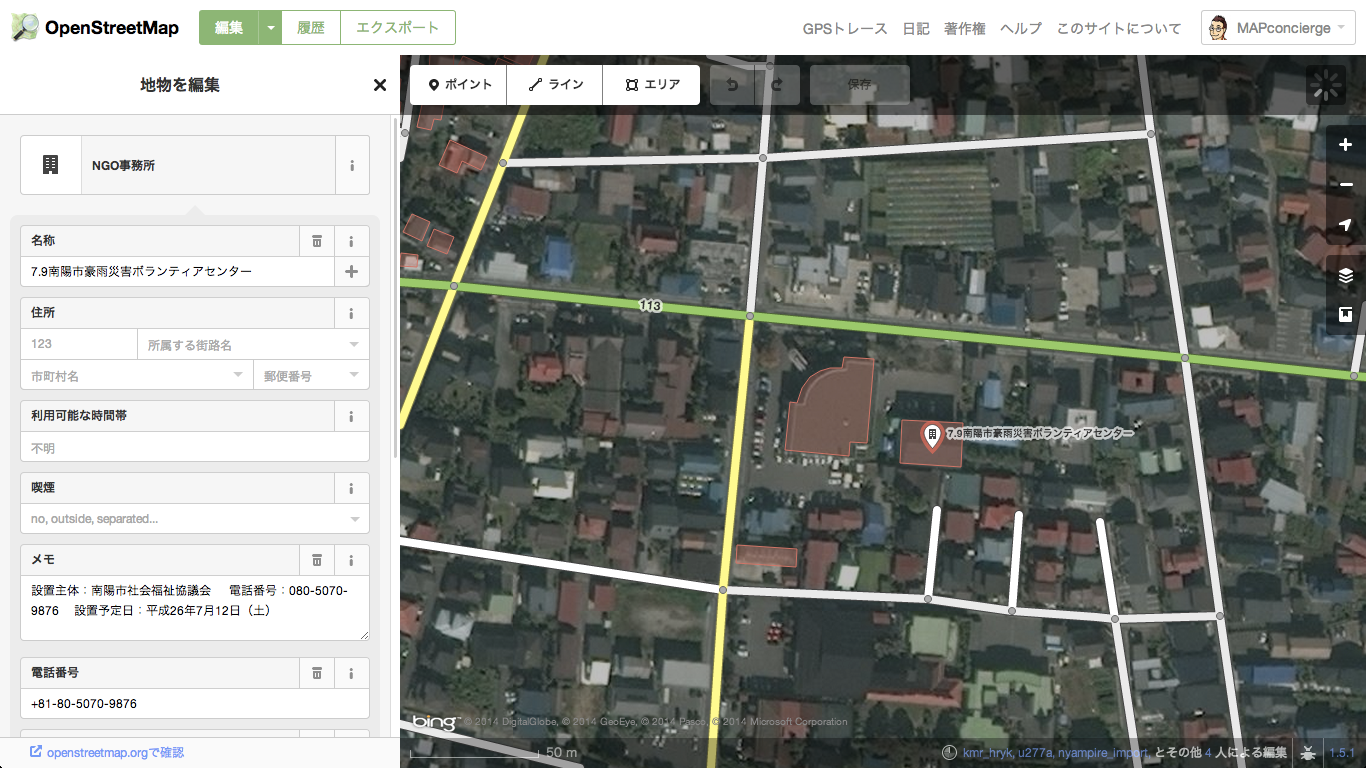 OpenStreetMap
編集
履歴
エクスポート
GPSトレース
日記
著作権
ヘルプ
このサイトについて
MAPconcierge
地物を編集
ポイント
ライン
エリア
保存
NGO事務所
名称
7.9南陽市豪雨災害ボランティアセンター
住所
123
所属する街路名
市町村名
郵便番号
利用可能な時間帯
不明
喫煙
no, outside, separated...
メモ
設置主体：南陽市社会福祉協議会　電話番号：080-5070-
9876　設置予定日：平成26年7月12日（土）
電話番号
+81-80-5070-9876
openstreetmap.orgで確認
113
7.9南陽市豪雨災害ボランティアセンター
bing
© 2014 DigitalGlobe, © 2014 GeoEye, © 2014 Pasco, © 2014 Microsoft Corporation
50 m
kmr_hryk, u277a, nyampire_import, とその他 4 人による編集
1.5.1